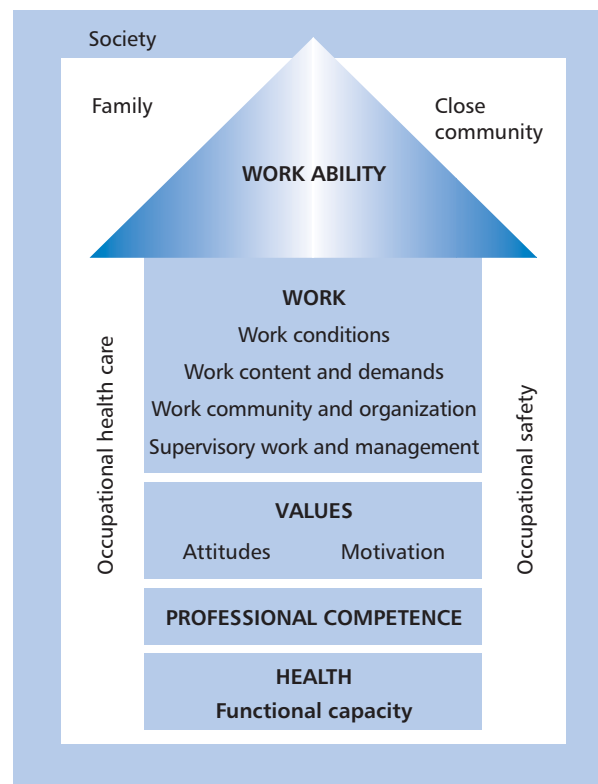 Society
Family
Close
community
WORK ABILITY
WORK
Work conditions
Work content and demands
Work community and organization
Supervisory work and management
Occupational health care
Occupational safety
VALUES
Attitudes Motivation
PROFESSIONAL COMPETENCE
HEALTH
Functional capacity